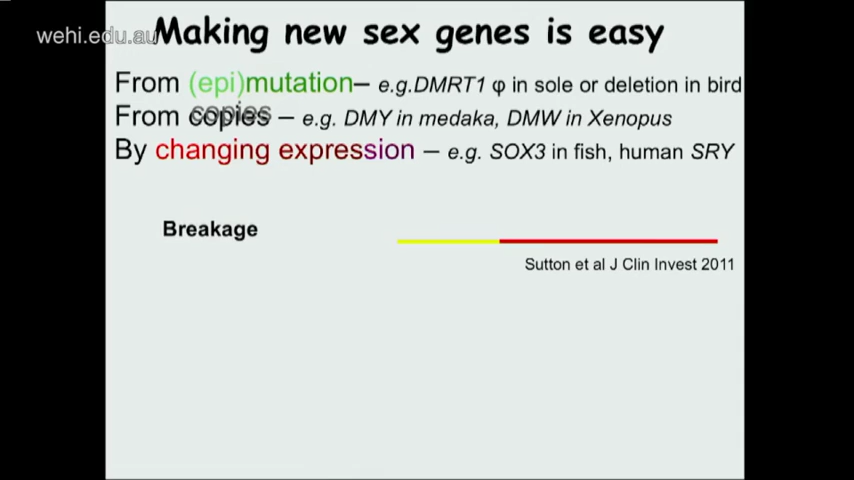 wehi.edu.au
Making new sex genes is easy
From (epi)mutation– e.g.DMRT1 φ in sole or deletion in bird
From copies – e.g. DMY in medaka, DMW in Xenopus
By changing expression – e.g. SOX3 in fish, human SRY
Breakage
Sutton et al J Clin Invest 2011